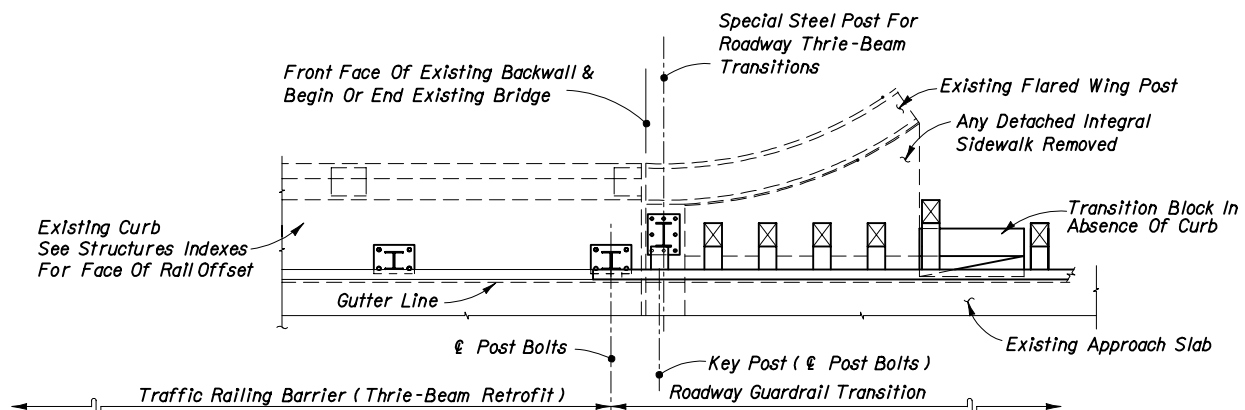 Special Steel Post For
Roadway Thrie-Beam
Transitions
Front Face Of Existing Backwall &
Begin Or End Existing Bridge
Existing Flared Wing Post
Any Detached Integral
Sidewalk Removed
Existing Curb
See Structures Indexes
For Face Of Rail Offset
Transition Block In
Absence Of Curb
Gutter Line
℄ Post Bolts
Existing Approach Slab
Key Post ( ℄ Post Bolts )
Traffic Railing Barrier ( Thrie-Beam Retrofit )
Roadway Guardrail Transition